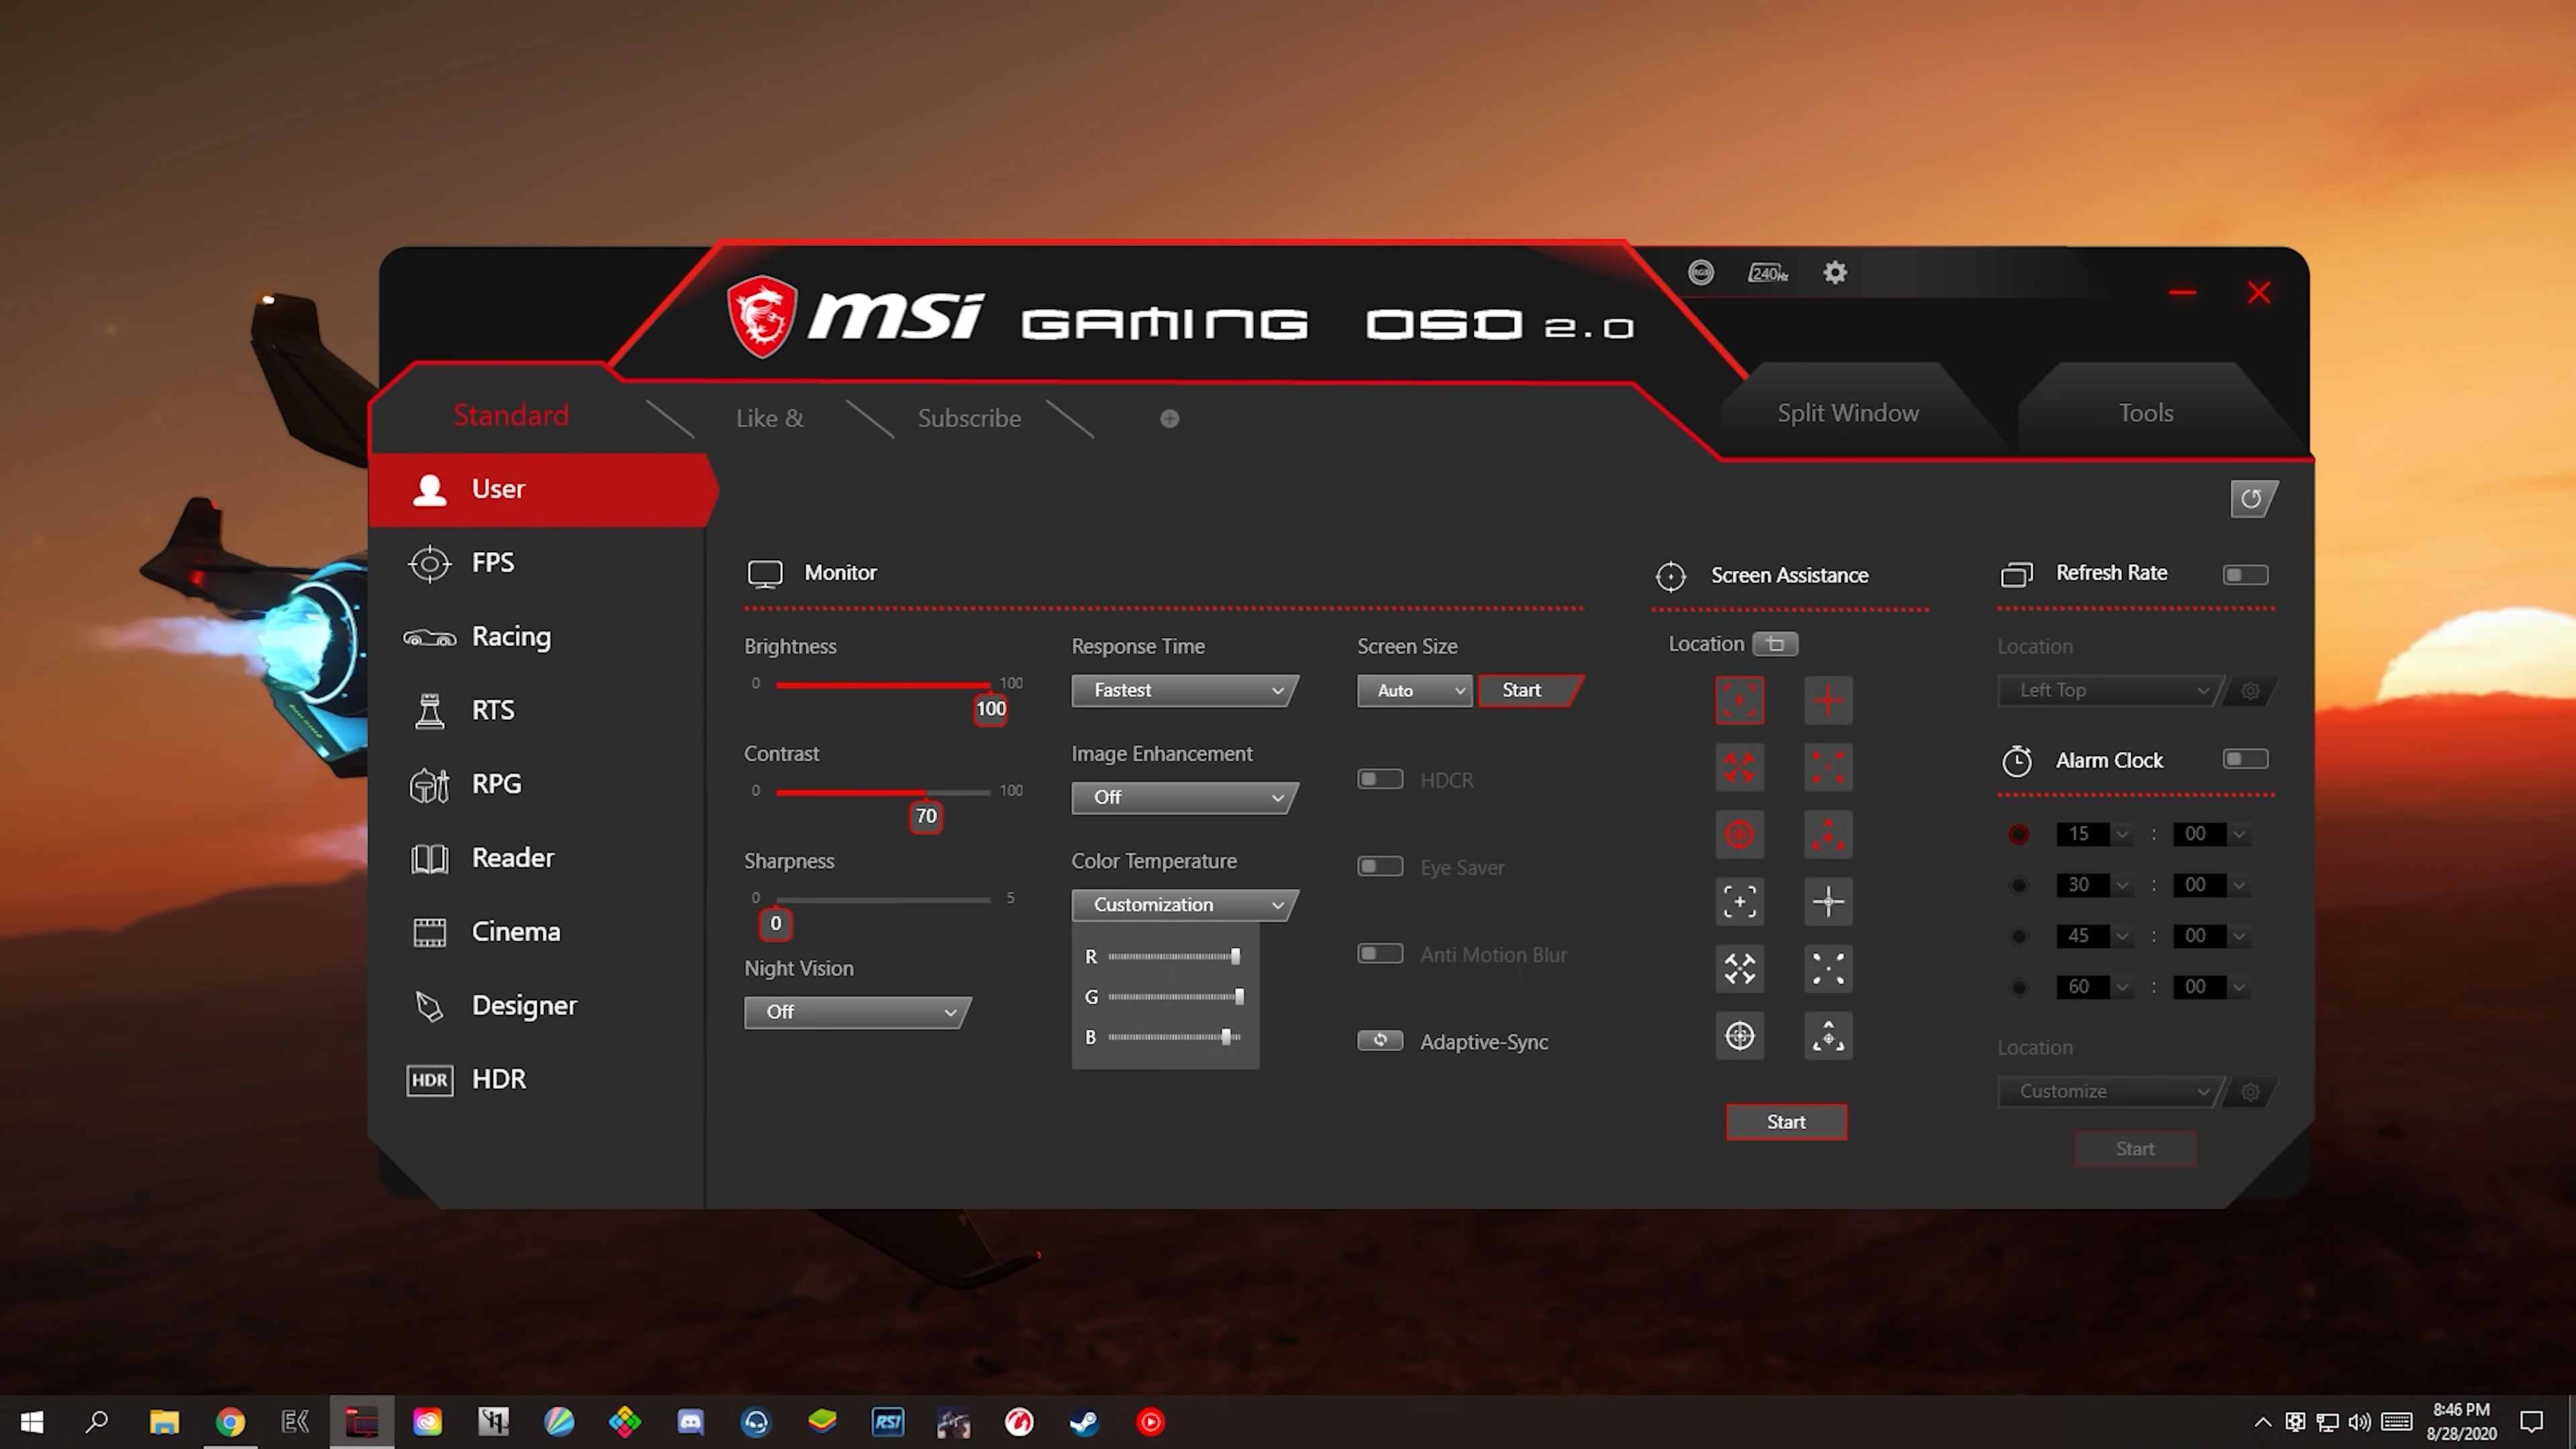 msi GAMING OSD 2.0
RGB 240Hz
Standard
Like &
Subscribe
Split Window
Tools
User
FPS
Racing
RTS
RPG
Reader
Cinema
Designer
HDR HDR
Monitor
Brightness
0 100
100
Contrast
0 100
70
Sharpness
0 5
0
Night Vision
Off
Response Time
Fastest
Image Enhancement
Off
Color Temperature
Customization
R
G
B
Screen Size
Auto Start
HDCR
Eye Saver
Anti Motion Blur
Adaptive-Sync
Screen Assistance
Location
Start
Refresh Rate
Location
Left Top
Alarm Clock
15 : 00
30 : 00
45 : 00
60 : 00
Location
Customize
Start
EK
RSI
8:46 PM
8/28/2020